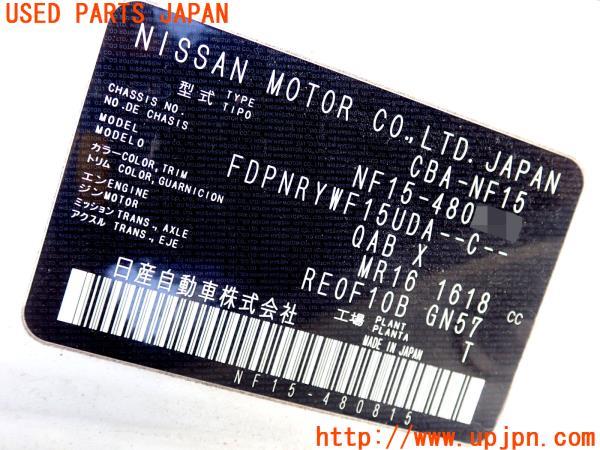 USED PARTS JAPAN
NISSAN MOTOR CO.,LTD. JAPAN
型式 TYPE TIPO CBA-NF15
CHASSIS NO. NO.DE CHASIS NF15-480
MODEL MODELO FDPNRYWF15UDA--C--
カラー COLOR,TRIM トリム COLOR,GUARNICION QAB X
エンジン ENGINE MOTOR MR16 1618 cc
ミッション TRANS., AXLE アクスル TRANS., EJE RE0F10B GN57
工場 PLANT PLANTA T
日産自動車株式会社 MADE IN JAPAN
NF15-480815
http://www.upjpn.com